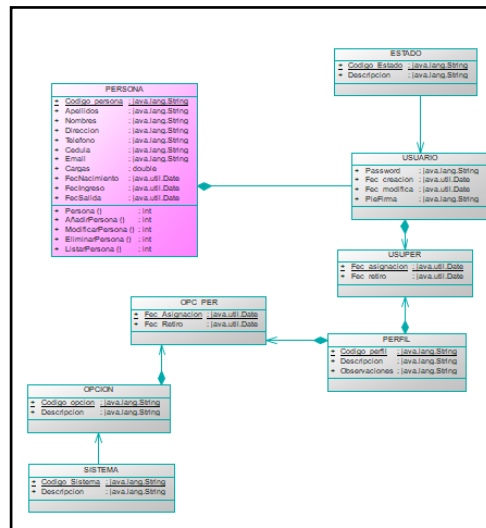 ESTADO
+ Codigo_Estado : java.lang.String
+ Descripcion : java.lang.String
PERSONA
+ Codigo_persona : java.lang.String
+ Apellidos : java.lang.String
+ Nombres : java.lang.String
+ Direccion : java.lang.String
+ Telefono : java.lang.String
+ Cedula : java.lang.String
+ Email : java.lang.String
+ Cargas : double
+ FecNacimiento : java.util.Date
+ FecIngreso : java.util.Date
+ FecSalida : java.util.Date
+ Persona () : int
+ AñadirPersona () : int
+ ModificarPersona () : int
+ EliminarPersona () : int
+ ListarPersona () : int
USUARIO
+ Password : java.lang.String
+ Fec_creacion : java.util.Date
+ Fec_modifica : java.util.Date
+ PieFirma : java.lang.String
USUPER
+ Fec_asignacion : java.util.Date
+ Fec_retiro : java.util.Date
OPC_PER
+ Fec_Asignacion : java.util.Date
+ Fec_Retiro : java.util.Date
PERFIL
+ Codigo_perfil : java.lang.String
+ Descripcion : java.lang.String
+ Observaciones : java.lang.String
OPCION
+ Codigo_opcion : java.lang.String
+ Descripcion : java.lang.String
SISTEMA
+ Codigo_Sistema : java.lang.String
+ Descripcion : java.lang.String